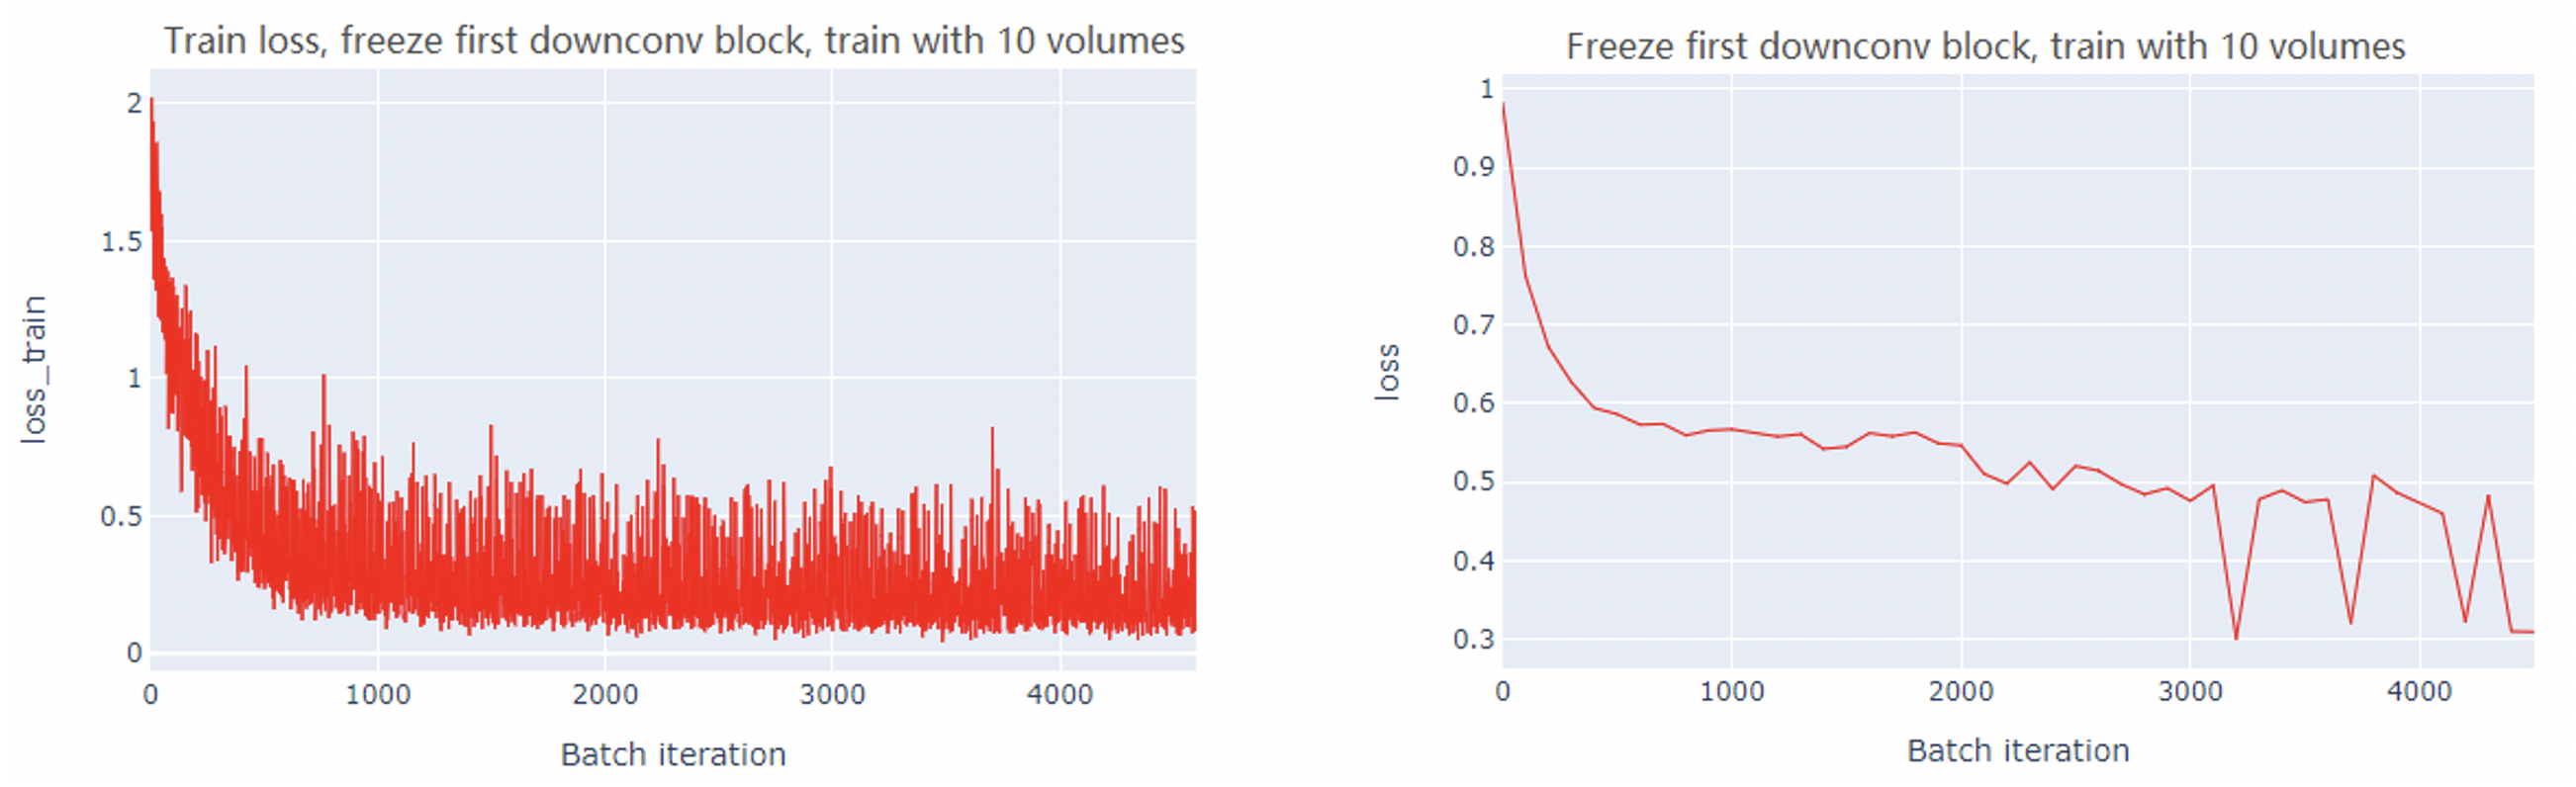 Train loss, freeze first downconv block, train with 10 volumes
2
1.5
1
0.5
0
loss_train
0 1000 2000 3000 4000
Batch iteration
Freeze first downconv block, train with 10 volumes
1
0.9
0.8
0.7
0.6
0.5
0.4
0.3
loss
0 1000 2000 3000 4000
Batch iteration